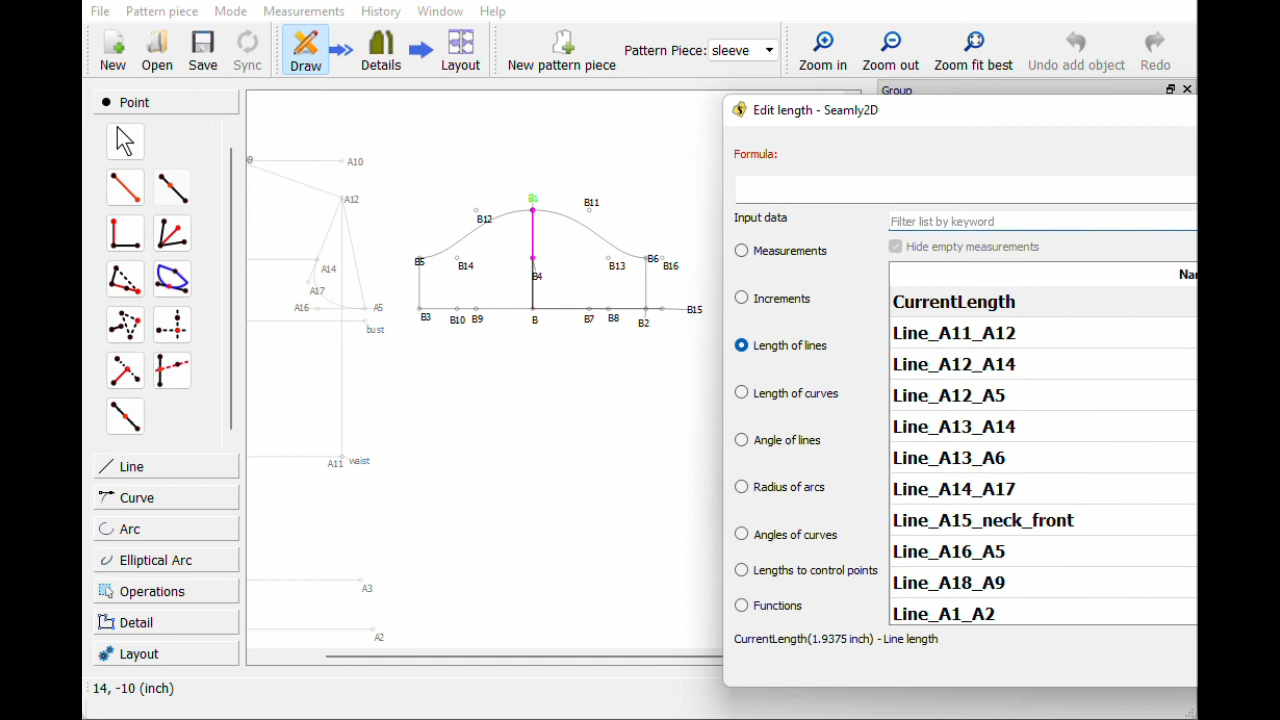 File Pattern piece Mode Measurements History Window Help
New Open Save Sync Draw Details Layout New pattern piece Pattern Piece: sleeve Zoom in Zoom out Zoom fit best Undo add object Redo
Group
Point
Line
Curve
Arc
Elliptical Arc
Operations
Detail
Layout
A10
A12
A14
A17
A16 A5
bust
A11 waist
A3
A2
B1
B11
B12
B5 B14 B4 B13 B6 B16
B3 B10 B9 B B7 B8 B2 B15
Edit length - Seamly2D
Formula:
Input data
Filter list by keyword
Hide empty measurements
Measurements
Increments
Length of lines
Length of curves
Angle of lines
Radius of arcs
Angles of curves
Lengths to control points
Functions
CurrentLength
Line_A11_A12
Line_A12_A14
Line_A12_A5
Line_A13_A14
Line_A13_A6
Line_A14_A17
Line_A15_neck_front
Line_A16_A5
Line_A18_A9
Line_A1_A2
CurrentLength(1.9375 inch) - Line length
14, -10 (inch)